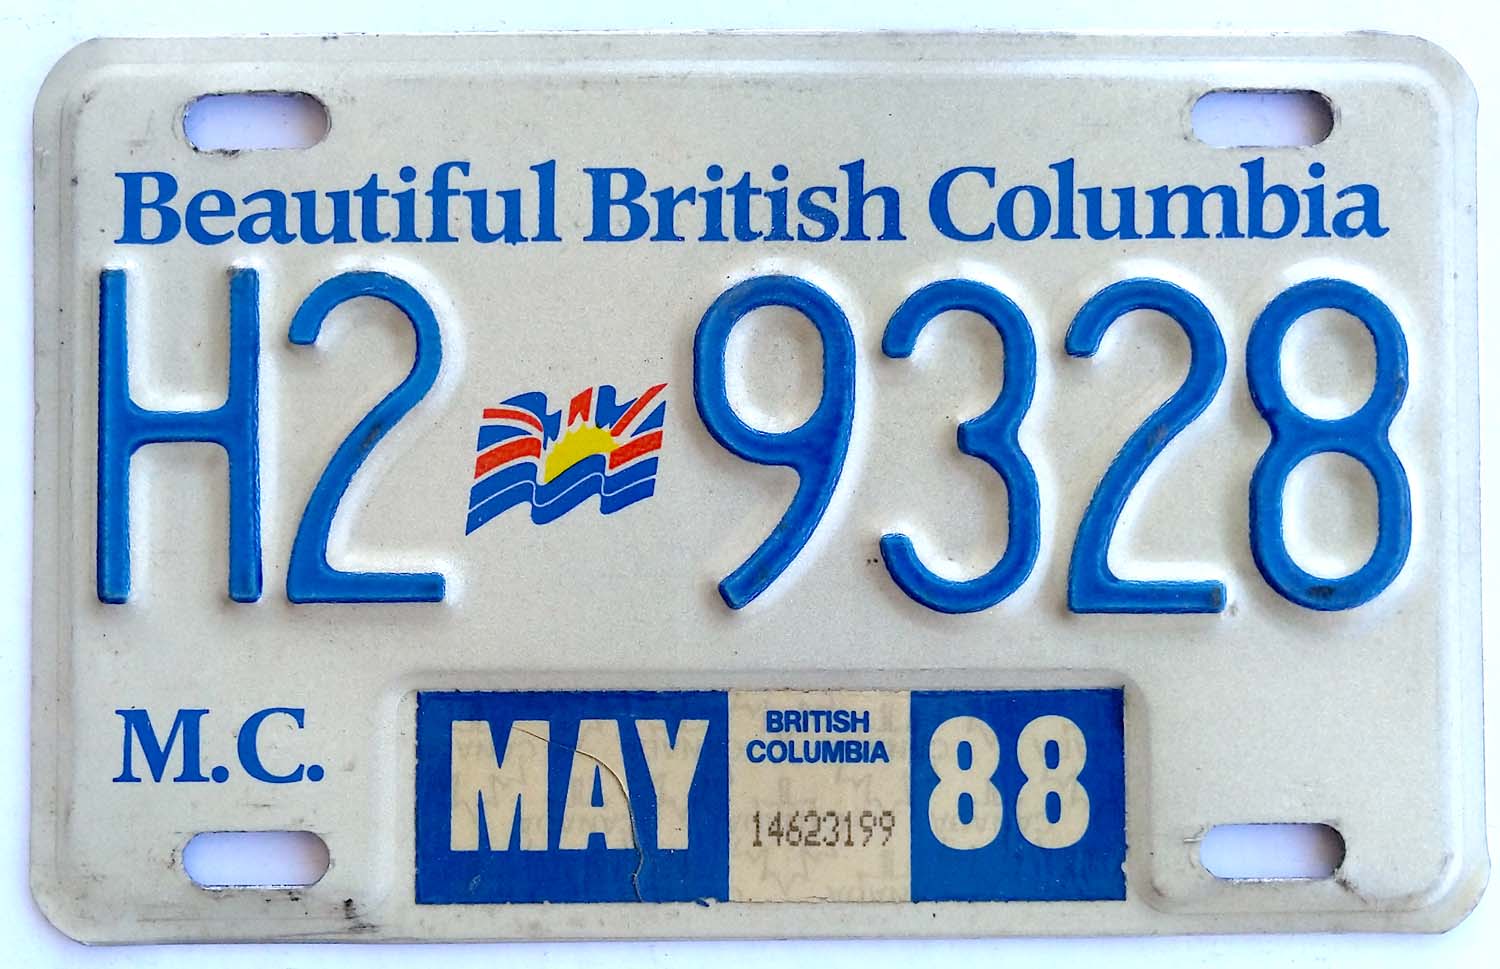 Beautiful British Columbia
H2 9328
M.C.
MAY
BRITISH
COLUMBIA
14623199
88